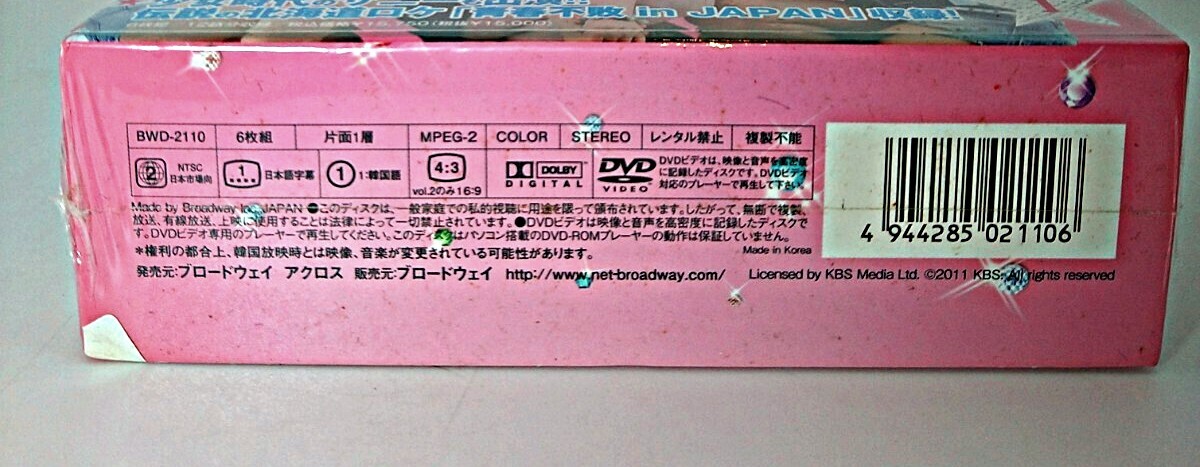 伝説の北海道ロケ「青春不敗 in JAPAN」収録!
BWD-2110 6枚組 片面1層 MPEG-2 COLOR STEREO レンタル禁止 複製不能
2 NTSC 日本市場向 1 日本語字幕 1 1:韓国語 4:3 vol.2のみ16:9 DOLBY DIGITAL DVD VIDEO
DVDビデオは、映像と音声を高密度
に記録したディスクです。DVDビデオ
対応のプレーヤーで再生して下さい。
Made by Broadway for JAPAN ●このディスクは、一般家庭での私的視聴に用途を限って頒布されています。したがって、無断で複製、
放送、有線放送、上映に使用することは法律によって一切禁止されています。●DVDビデオは映像と音声を高密度に記録したディスクで
す。DVDビデオ専用のプレーヤーで再生してください。このディスクはパソコン搭載のDVD-ROMプレーヤーの動作は保証していません。
*権利の都合上、韓国放映時とは映像、音楽が変更されている可能性があります。
Made in Korea
発売元:ブロードウェイ アクロス 販売元:ブロードウェイ http://www.net-broadway.com/ Licensed by KBS Media Ltd. ©2011 KBS. All rights reserved
4 944285 021106